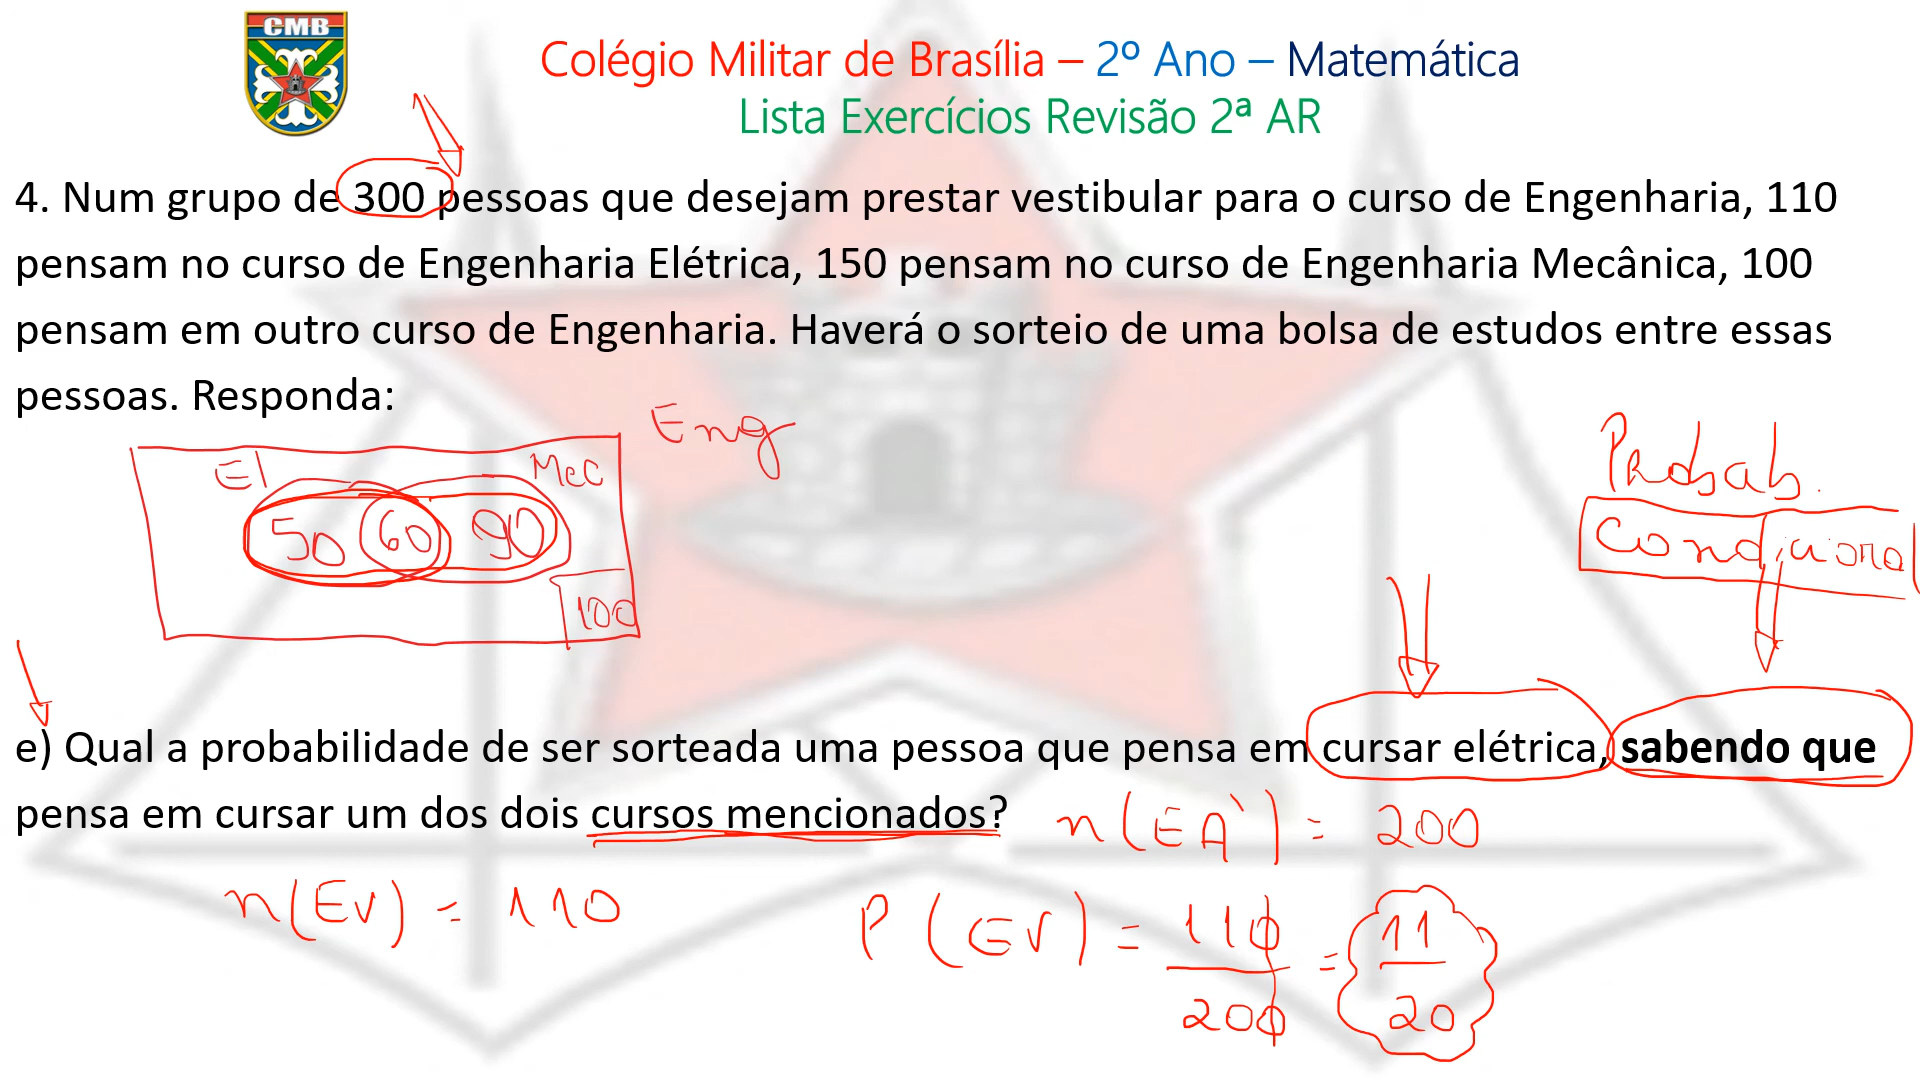 CMB
Colégio Militar de Brasília – 2º Ano – Matemática
Lista Exercícios Revisão 2ª AR
4. Num grupo de 300 pessoas que desejam prestar vestibular para o curso de Engenharia, 110
pensam no curso de Engenharia Elétrica, 150 pensam no curso de Engenharia Mecânica, 100
pensam em outro curso de Engenharia. Haverá o sorteio de uma bolsa de estudos entre essas
pessoas. Responda:
Eng
El Mec
50 60 90
100
Probab.
Condicional
e) Qual a probabilidade de ser sorteada uma pessoa que pensa em cursar elétrica, sabendo que
pensa em cursar um dos dois cursos mencionados?
n(EA') = 200
n(Ev) = 110
P(Ev) = 110/200 = 11/20